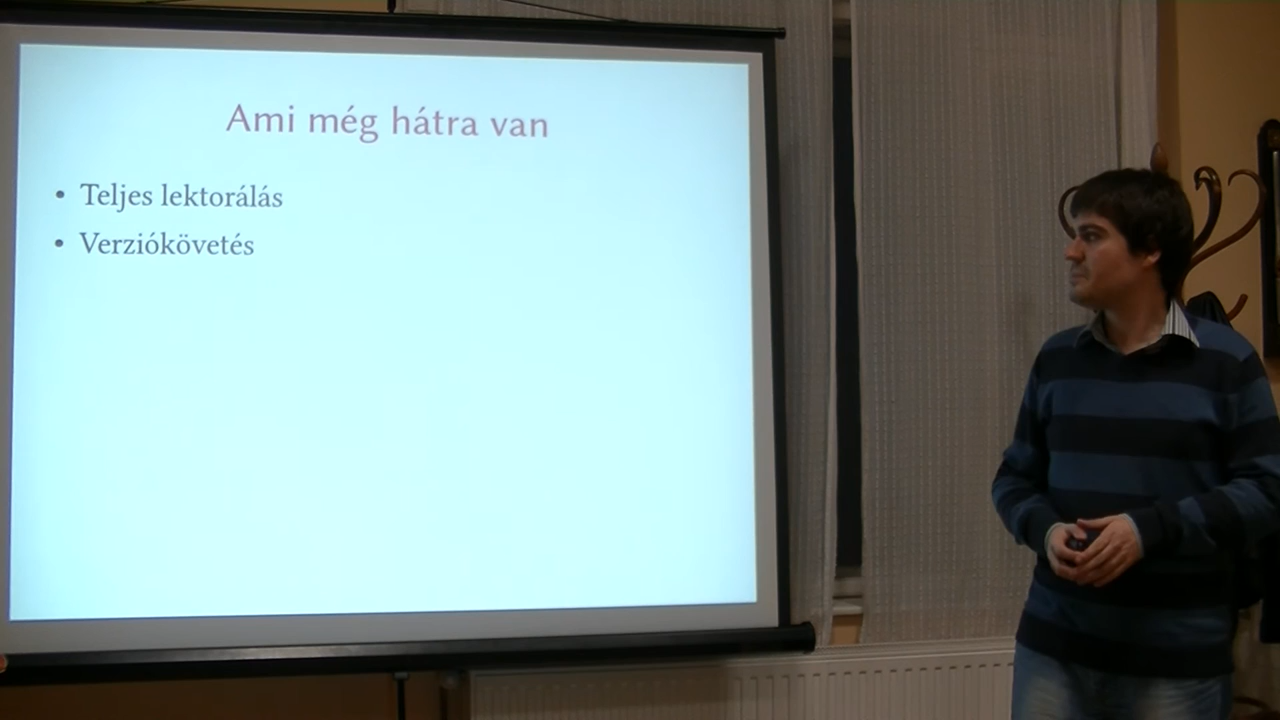 Ami még hátra van
• Teljes lektorálás
• Verziókövetés